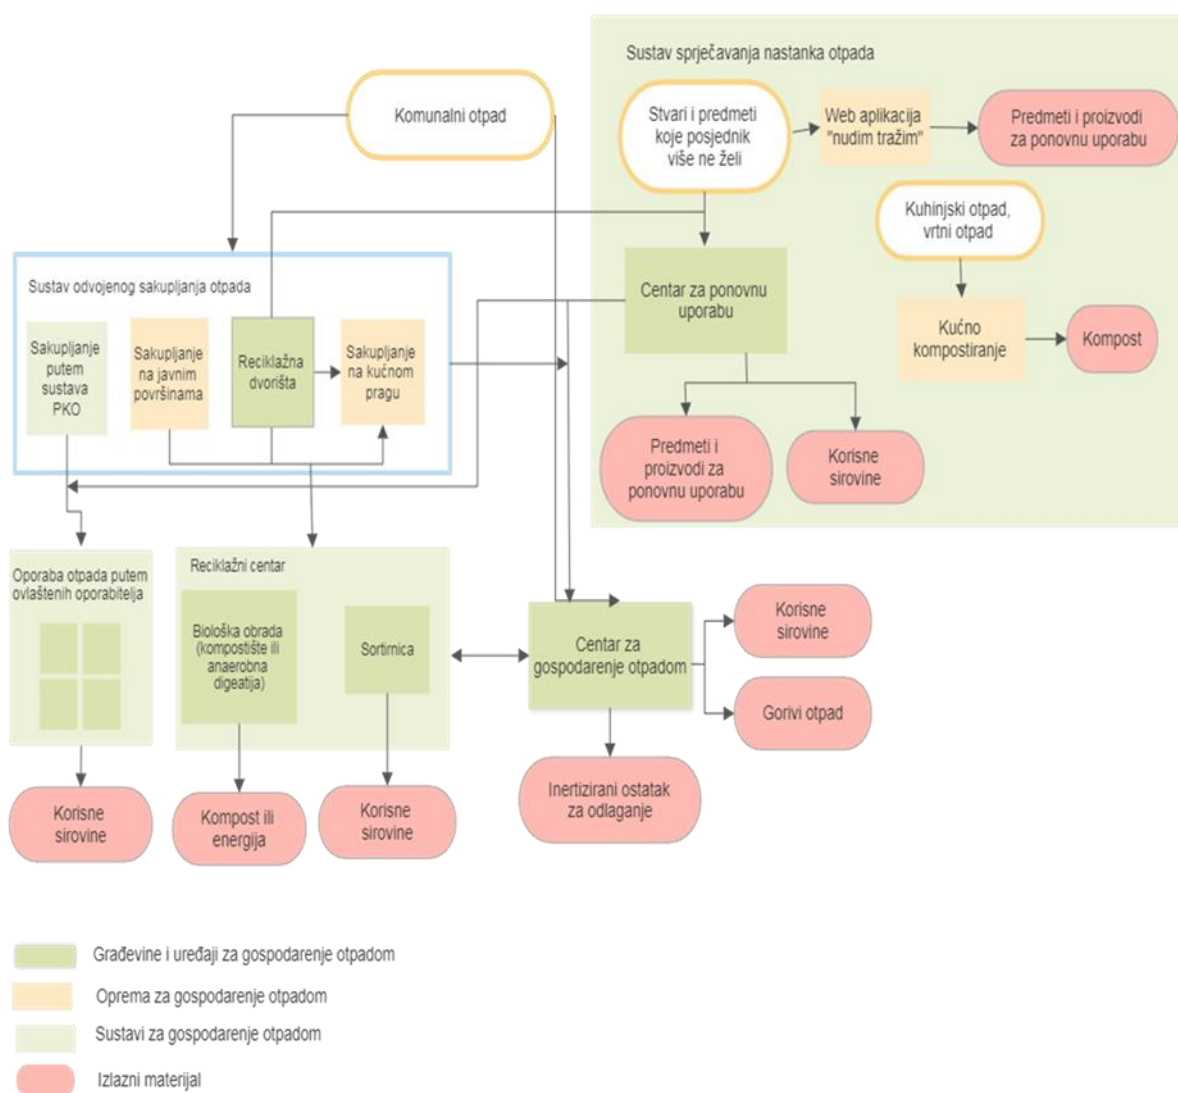 Sustav sprječavanja nastanka otpada
Komunalni otpad
Stvari i predmeti
koje posjednik
više ne želi
Web aplikacija
"nudim tražim"
Predmeti i proizvodi
za ponovnu uporabu
Kuhinjski otpad,
vrtni otpad
Sustav odvojenog sakupljanja otpada
Centar za ponovnu
uporabu
Kućno
kompostiranje
Kompost
Sakupljanje
putem
sustava
PKO
Sakupljanje
na javnim
površinama
Reciklažna
dvorišta
Sakupljanje
na kućnom
pragu
Predmeti i
proizvodi za
ponovnu uporabu
Korisne
sirovine
Oporaba otpada putem
ovlaštenih oporabitelja
Reciklažni centar
Biološka obrada
(kompostište ili
anaerobna
digeatija)
Sortirnica
Centar za
gospodarenje otpadom
Korisne
sirovine
Gorivi otpad
Korisne
sirovine
Kompost ili
energija
Korisne
sirovine
Inertizirani ostatak
za odlaganje
Građevine i uređaji za gospodarenje otpadom
Oprema za gospodarenje otpadom
Sustavi za gospodarenje otpadom
Izlazni materijal